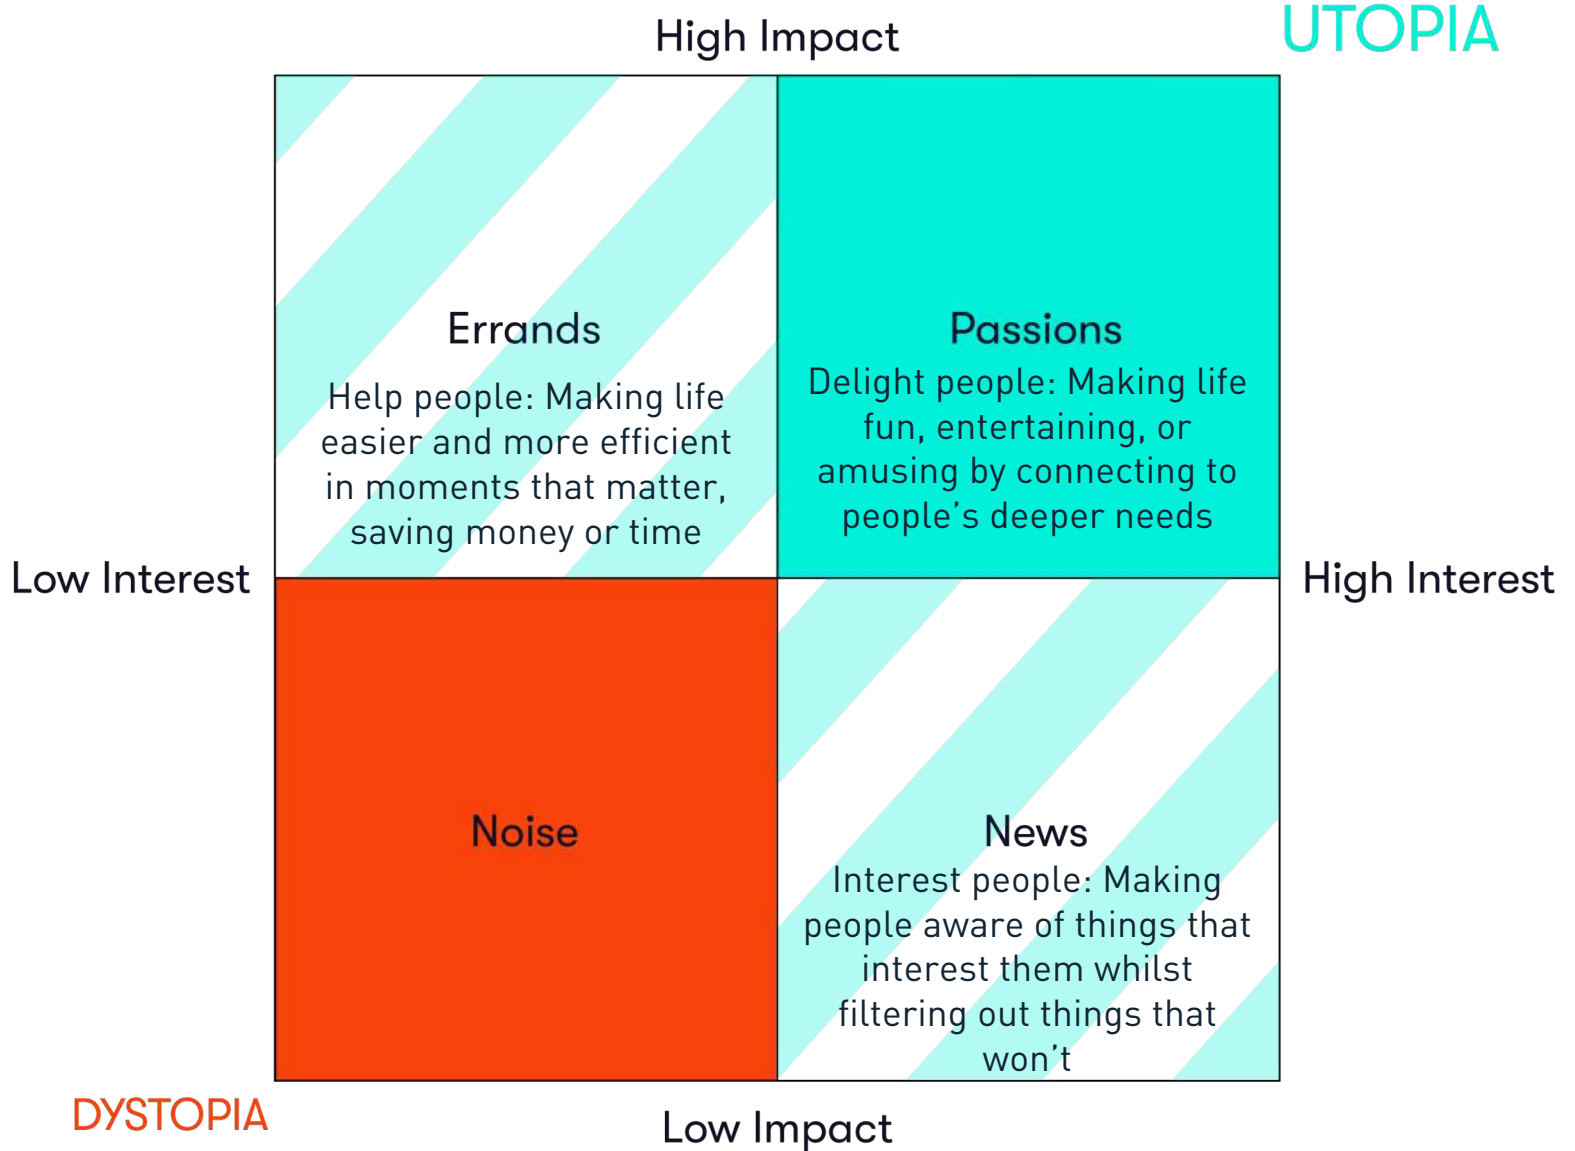 High Impact
UTOPIA
Errands
Help people: Making life
easier and more efficient
in moments that matter,
saving money or time
Passions
Delight people: Making life
fun, entertaining, or
amusing by connecting to
people’s deeper needs
Low Interest
High Interest
Noise
News
Interest people: Making
people aware of things that
interest them whilst
filtering out things that
won’t
DYSTOPIA
Low Impact